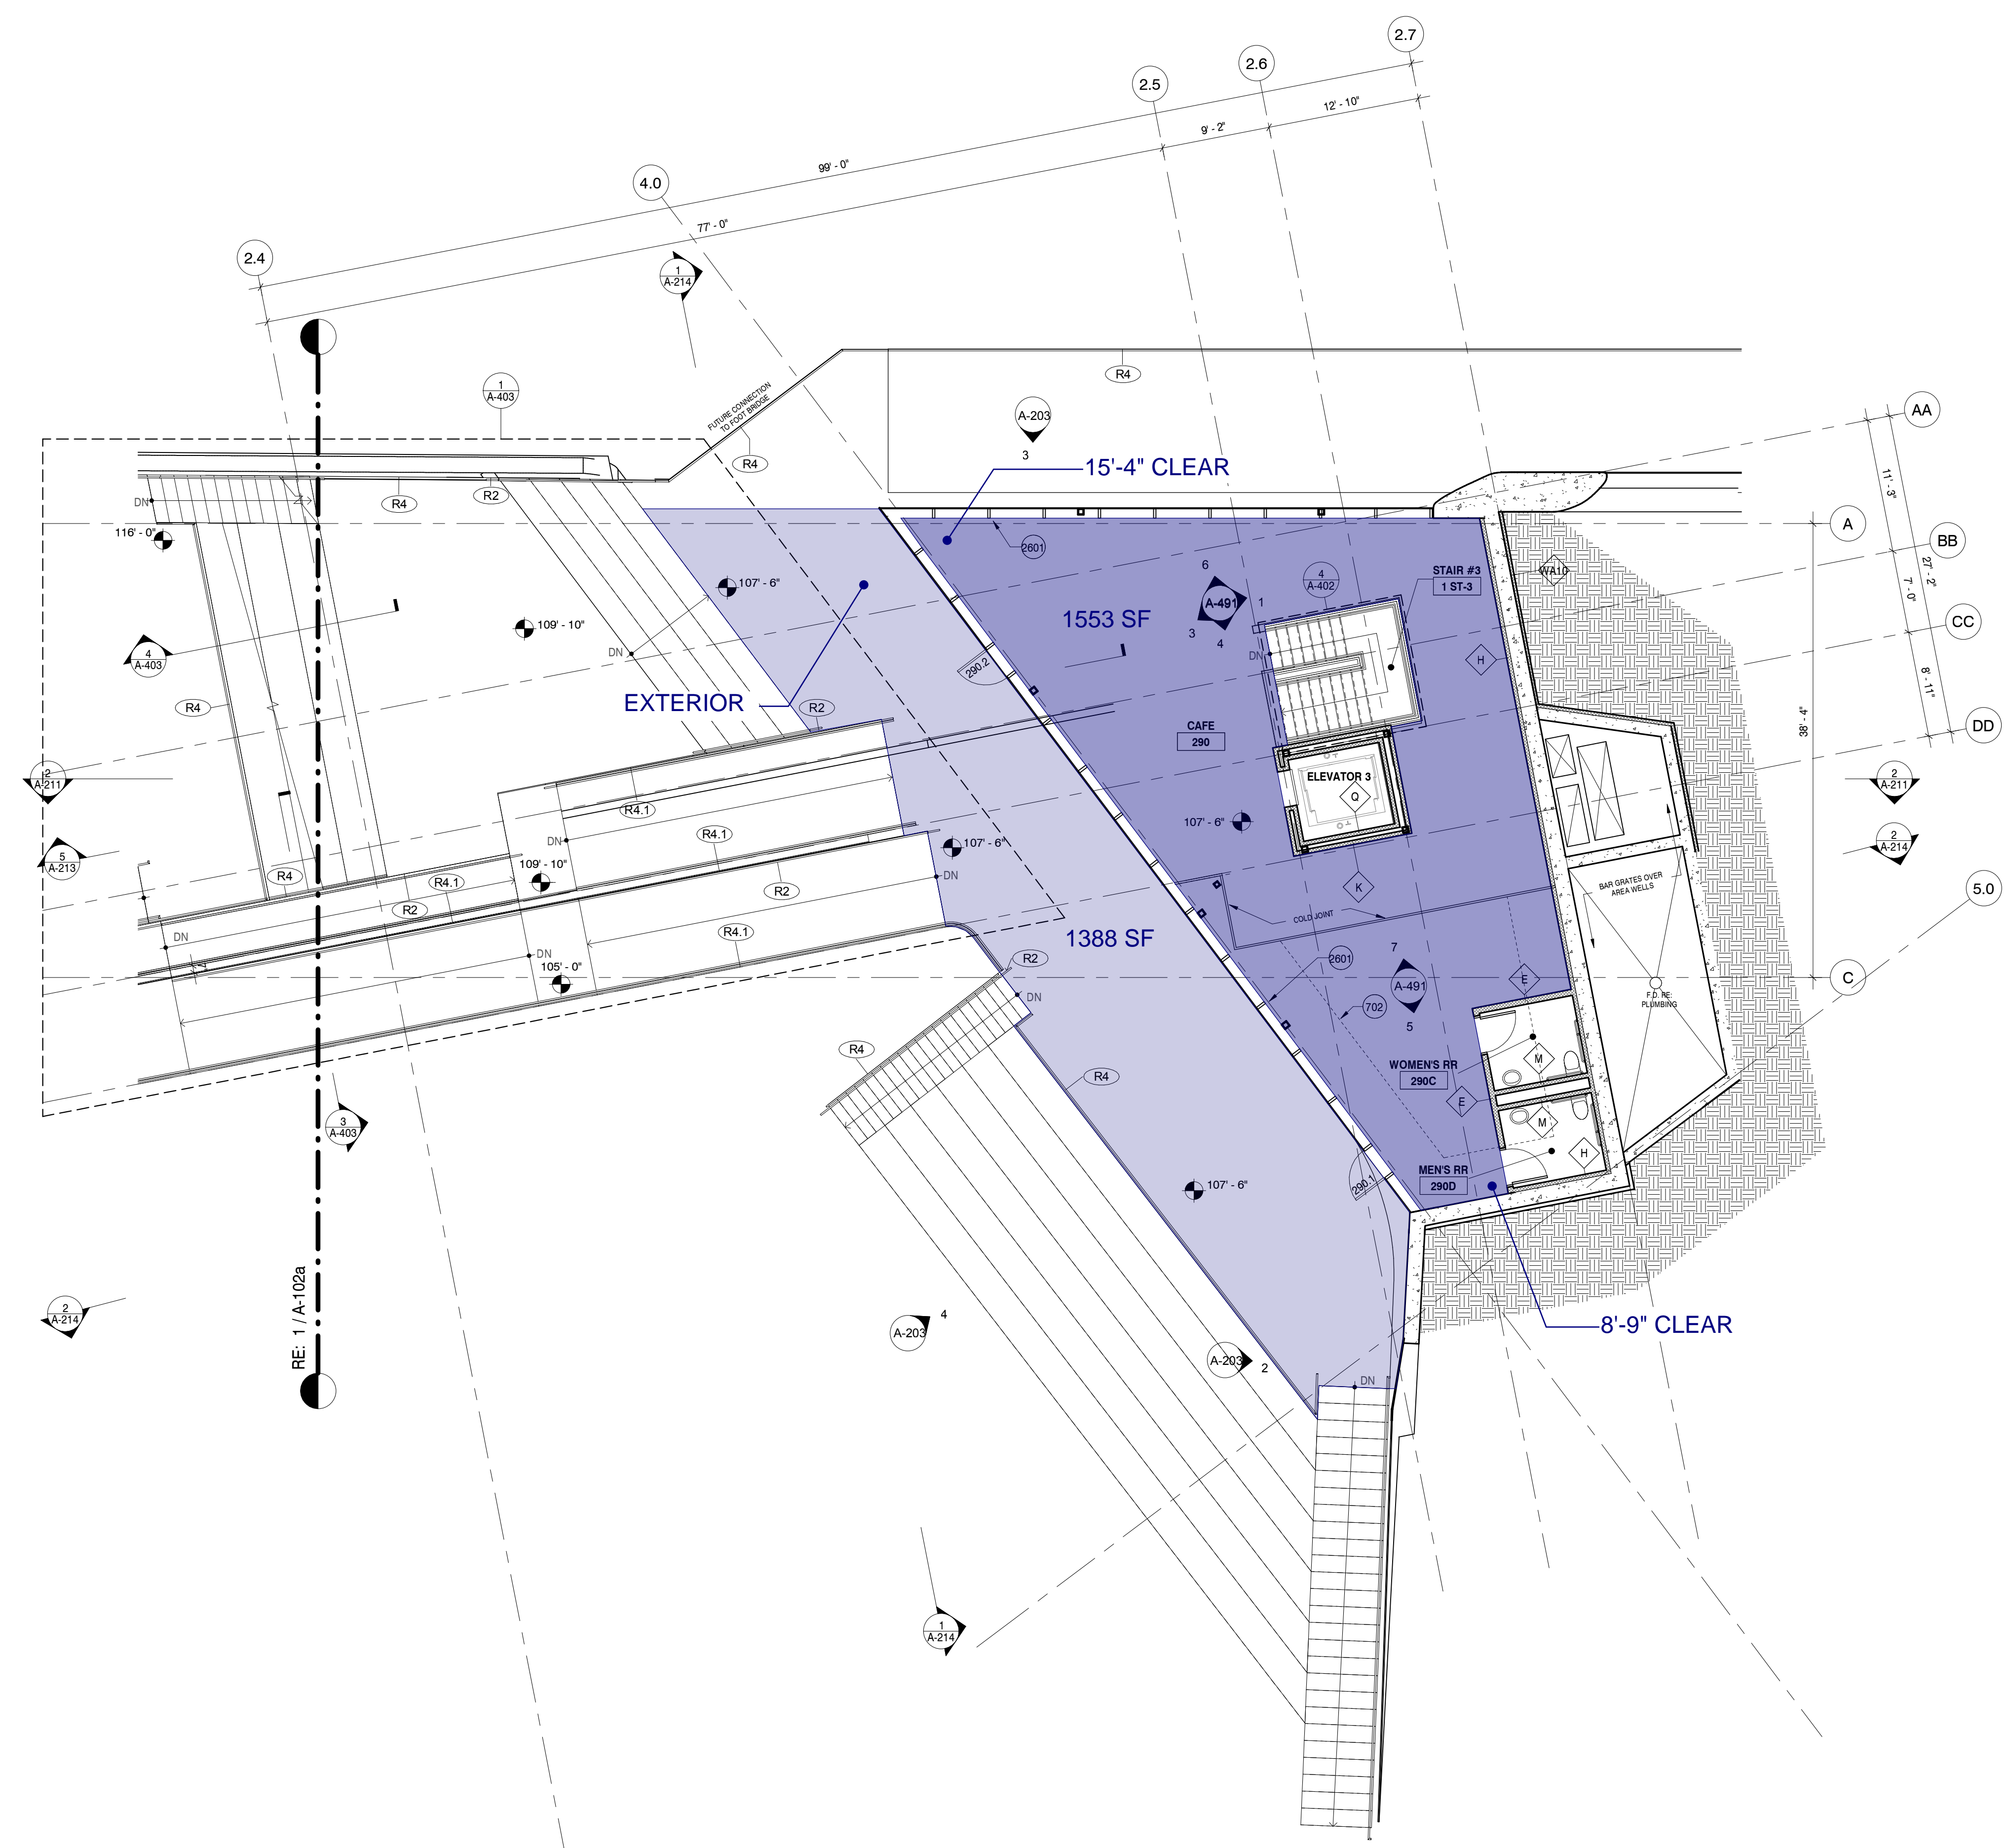 2.7
2.6
2.5
12' - 10"
9' - 2"
99' - 0"
4.0
77' - 0"
2.4
1
A-214
FUTURE CONNECTION
TO FOOT BRIDGE
R4
R4
1
A-403
A-203
3
AA
A
BB
CC
DD
11' - 3"
27' - 2"
7' - 0"
8' - 11"
38' - 4"
15'-4" CLEAR
R4
R2
DN
116' - 0"
2601
WA10
6
A-491
1
3
4
4
A-402
STAIR #3
1 ST-3
1553 SF
107' - 6"
109' - 10"
DN
DN
H
290.2
4
A-403
R4
EXTERIOR
R2
CAFE
290
ELEVATOR 3
Q
107' - 6"
2
A-211
2
A-211
2
A-214
5
A-213
R4.1
R4.1
DN
R2
107' - 6"
109' - 10"
R4
R4.1
R2
DN
K
COLD JOINT
BAR GRATES OVER
AREA WELLS
5.0
R4.1
1388 SF
DN
DN
105' - 0"
R2
DN
2601
7
A-491
5
702
E
C
F.D. RE:
PLUMBING
R4
R4
WOMEN'S RR
290C
M
E
M
H
MEN'S RR
290D
290.1
3
A-403
107' - 6"
RE: 1 / A-102a
2
A-214
A-203
4
A-203
2
8'-9" CLEAR
DN
1
A-214